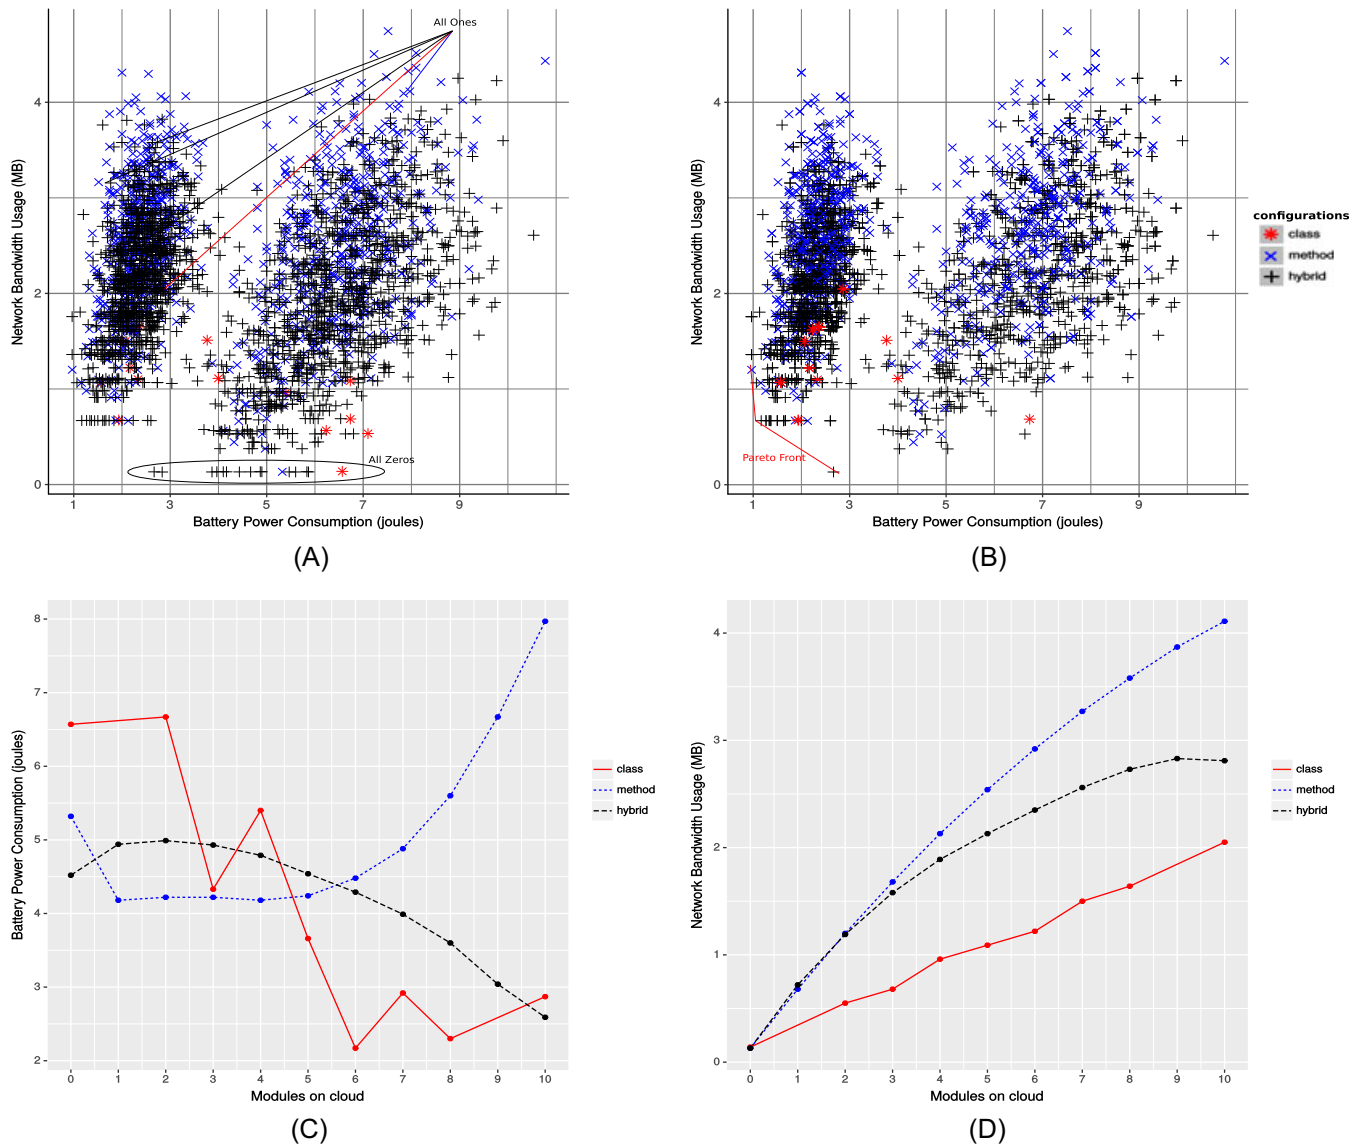 All Ones
Network Bandwidth Usage (MB)
4
2
0
All Zeros
1
3
5
7
9
Battery Power Consumption (joules)
(A)
Network Bandwidth Usage (MB)
4
2
0
Pareto Front
1
3
5
7
9
Battery Power Consumption (joules)
(B)
configurations
class
method
hybrid
Battery Power Consumption (joules)
8
7
6
5
4
3
2
0
1
2
3
4
5
6
7
8
9
10
Modules on cloud
class
method
hybrid
(C)
Network Bandwidth Usage (MB)
4
3
2
1
0
0
1
2
3
4
5
6
7
8
9
10
Modules on cloud
class
method
hybrid
(D)